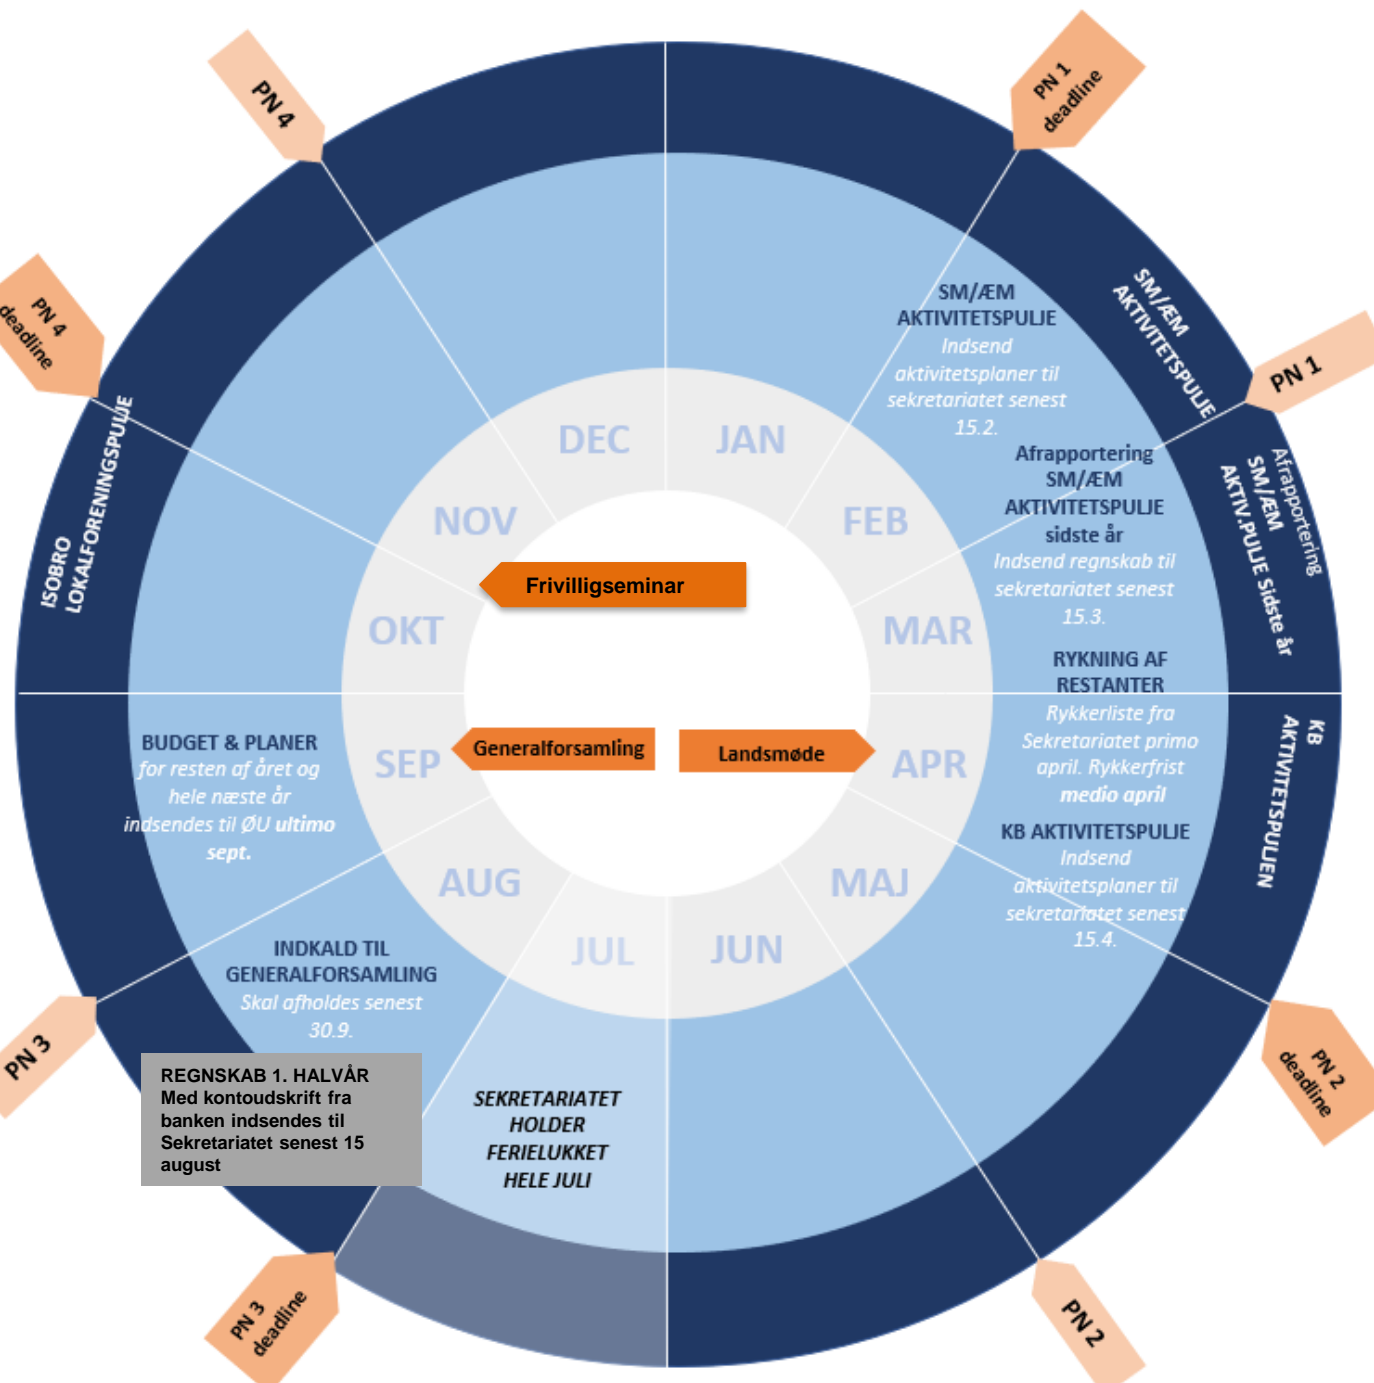 PN 4
PN 1
deadline
PN 4
deadline
SM/ÆM
AKTIVITETSPULJE
PN 1
SM/ÆM
AKTIVITETSPULJE
Indsend
aktivitetsplaner til
sekretariatet senest
15.2.
DEC
JAN
ISOBRO
LOKALFORENINGSPULJE
Afrapportering
SM/ÆM
AKTIV.PULJE Sidste år
Afrapportering
SM/ÆM
AKTIVITETSPULJE
sidste år
Indsend regnskab til
sekretariatet senest
15.3.
NOV
FEB
Frivilligseminar
OKT
MAR
RYKNING AF
RESTANTER
Rykkerliste fra
Sekretariatet primo
april. Rykkerfrist
medio april
KB
AKTIVITETSPULJEN
BUDGET & PLANER
for resten af året og
hele næste år
indsendes til ØU ultimo
sept.
SEP
Generalforsamling
Landsmøde
APR
KB AKTIVITETSPULJE
Indsend
aktivitetsplaner til
sekretariatet senest
15.4.
AUG
MAJ
JUL
JUN
INDKALD TIL
GENERALFORSAMLING
Skal afholdes senest
30.9.
PN 3
PN 2
deadline
REGNSKAB 1. HALVÅR
Med kontoudskrift fra
banken indsendes til
Sekretariatet senest 15
august
SEKRETARIATET
HOLDER
FERIELUKKET
HELE JULI
PN 3
deadline
PN 2